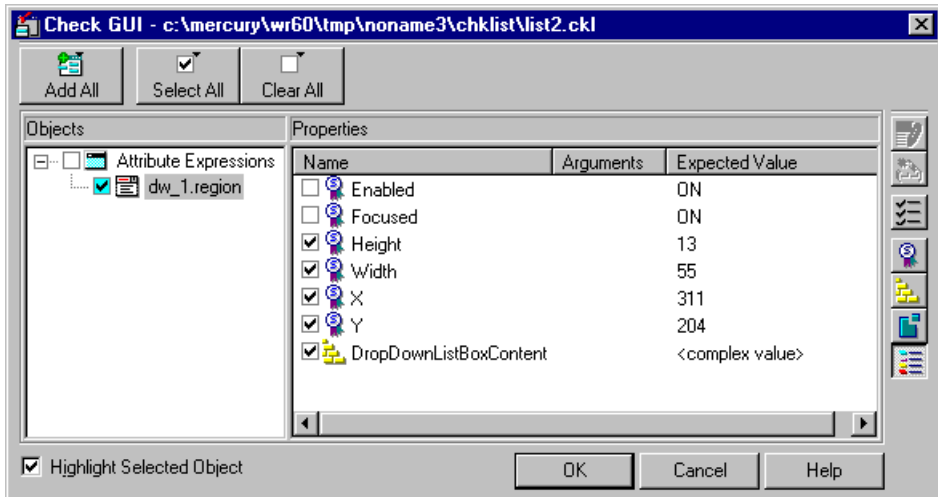 Check GUI - c:\mercury\wr60\tmp\noname3\chklist\list2.ckl
Add All Select All Clear All
Objects Properties
Attribute Expressions
dw_1.region
Name Arguments Expected Value
Enabled ON
Focused ON
Height 13
Width 55
X 311
Y 204
DropDownListBoxContent <complex value>
Highlight Selected Object OK Cancel Help